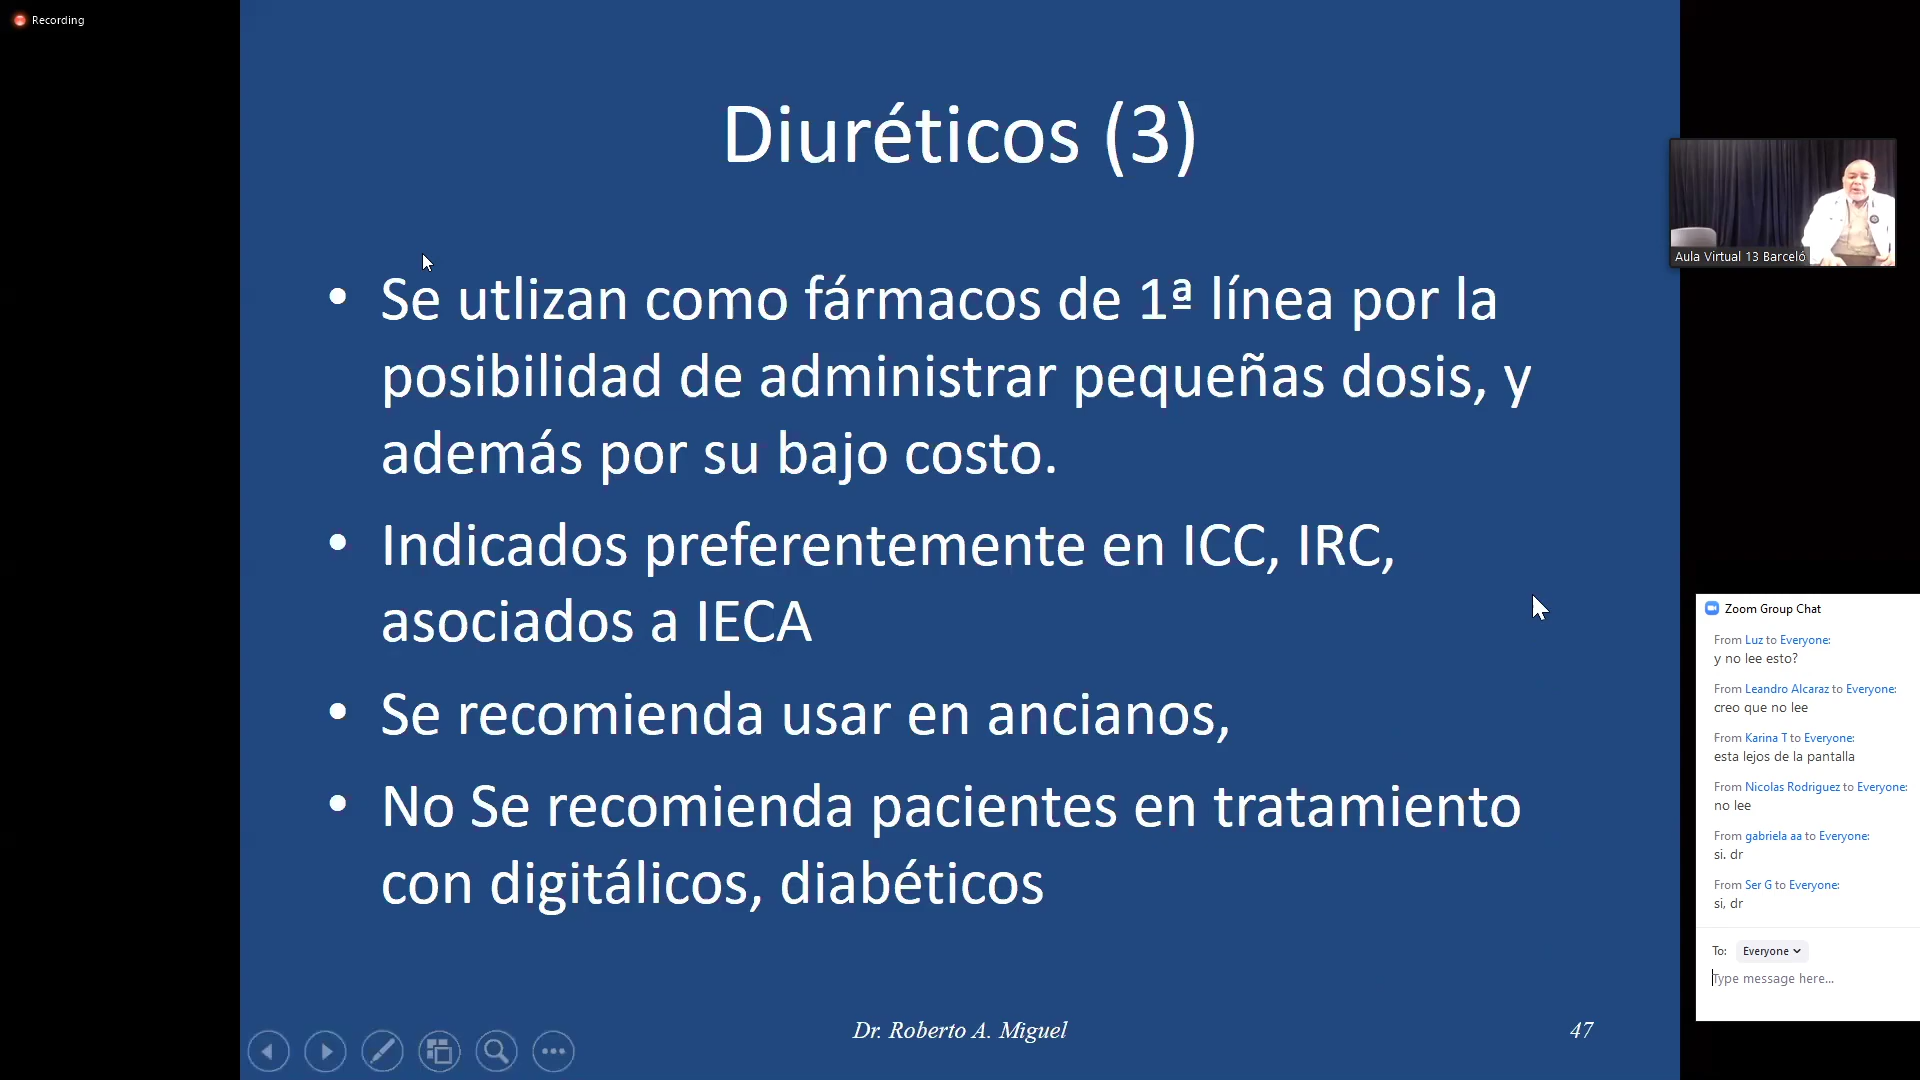 Recording
Diuréticos (3)
• Se utlizan como fármacos de 1ª línea por la
posibilidad de administrar pequeñas dosis, y
además por su bajo costo.
• Indicados preferentemente en ICC, IRC,
asociados a IECA
• Se recomienda usar en ancianos,
• No Se recomienda pacientes en tratamiento
con digitálicos, diabéticos
Dr. Roberto A. Miguel
47
Aula Virtual 13 Barceló
Zoom Group Chat
From Luz to Everyone:
y no lee esto?
From Leandro Alcaraz to Everyone:
creo que no lee
From Karina T to Everyone:
esta lejos de la pantalla
From Nicolas Rodriguez to Everyone:
no lee
From gabriela aa to Everyone:
si. dr
From Ser G to Everyone:
si, dr
To: Everyone
Type message here...